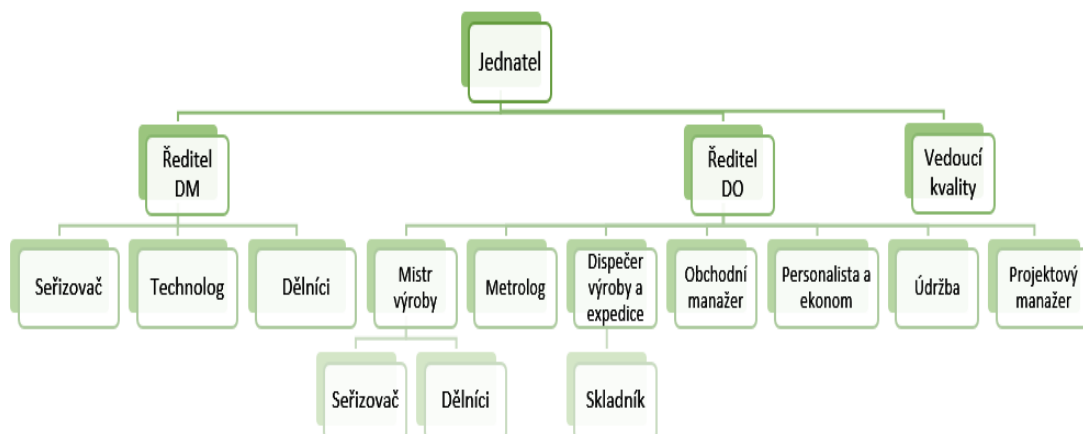 Jednatel
Ředitel
DM
Ředitel
DO
Vedoucí
kvality
Seřizovač
Technolog
Dělníci
Mistr
výroby
Metrolog
Dispečer
výroby a
expedice
Obchodní
manažer
Personalista a
ekonom
Údržba
Projektový
manažer
Seřizovač
Dělníci
Skladník